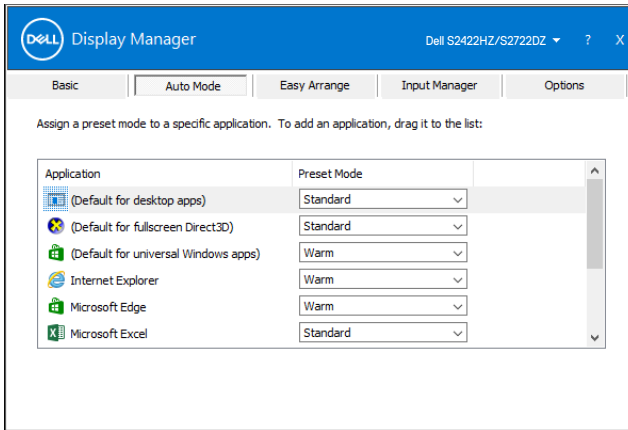 DELL Display Manager Dell S2422HZ/S2722DZ ? X
Basic Auto Mode Easy Arrange Input Manager Options
Assign a preset mode to a specific application. To add an application, drag it to the list:
Application Preset Mode
(Default for desktop apps) Standard
(Default for fullscreen Direct3D) Standard
(Default for universal Windows apps) Warm
Internet Explorer Warm
Microsoft Edge Warm
Microsoft Excel Standard